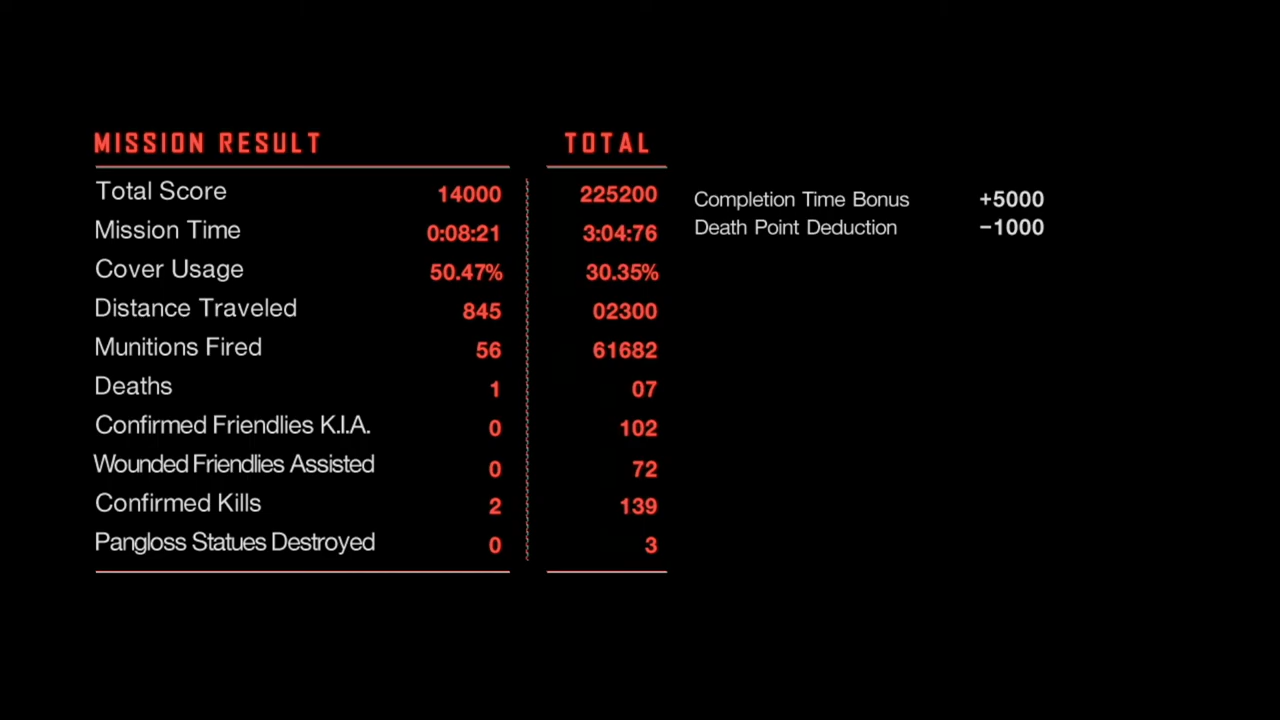 MISSION RESULT TOTAL
Total Score 14000 225200 Completion Time Bonus +5000
Mission Time 0:08:21 3:04:76 Death Point Deduction −1000
Cover Usage 50.47% 30.35%
Distance Traveled 845 02300
Munitions Fired 56 61682
Deaths 1 07
Confirmed Friendlies K.I.A. 0 102
Wounded Friendlies Assisted 0 72
Confirmed Kills 2 139
Pangloss Statues Destroyed 0 3